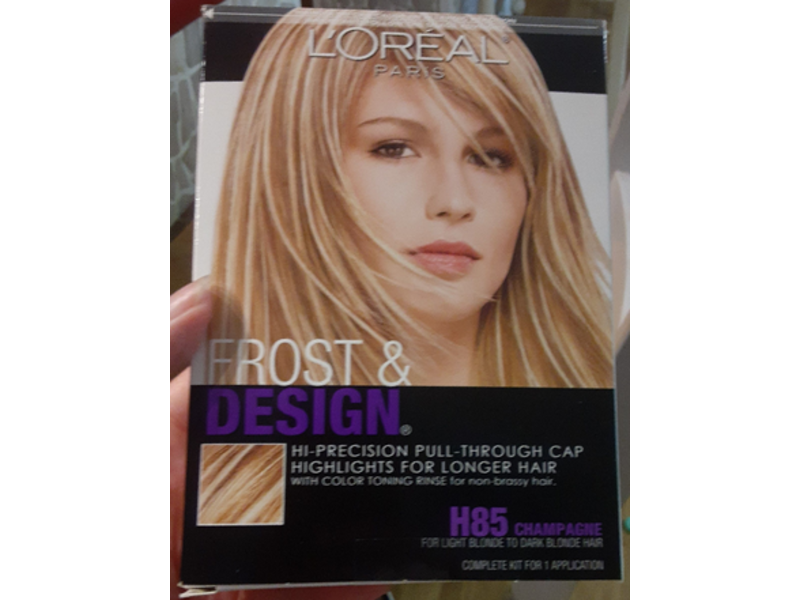 L'ORÉAL
PARIS
FROST &
DESIGN®
HI-PRECISION PULL-THROUGH CAP
HIGHLIGHTS FOR LONGER HAIR
WITH COLOR TONING RINSE for non-brassy hair.
H85 CHAMPAGNE
FOR LIGHT BLONDE TO DARK BLONDE HAIR
COMPLETE KIT FOR 1 APPLICATION